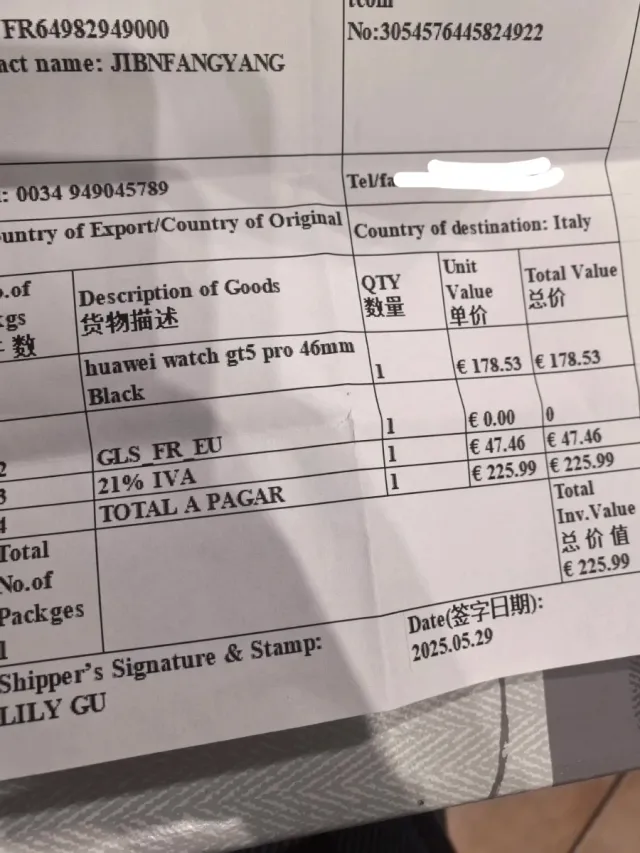 FR64982949000
act name: JIBNFANGYANG
tcom
No:3054576445824922
: 0034 949045789
Tel/fa
untry of Export/Country of Original
Country of destination: Italy
o.of
kgs
数
Description of Goods
货物描述
QTY
数量
Unit
Value
单价
Total Value
总价
huawei watch gt5 pro 46mm
Black
1
€ 178.53
€ 178.53
2
GLS_FR_EU
1
€ 0.00
0
3
21% IVA
1
€ 47.46
€ 47.46
4
TOTAL A PAGAR
1
€ 225.99
€ 225.99
Total
No.of
Packges
1
Total
Inv.Value
总价值
€ 225.99
Shipper's Signature & Stamp:
LILY GU
Date(签字日期):
2025.05.29